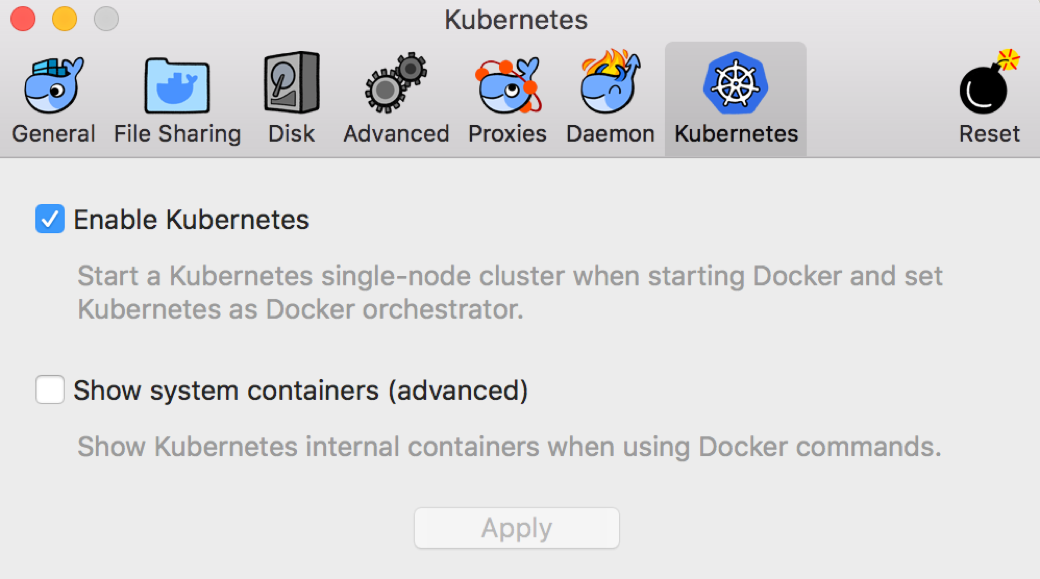 Kubernetes
General File Sharing Disk Advanced Proxies Daemon Kubernetes Reset
Enable Kubernetes
Start a Kubernetes single-node cluster when starting Docker and set
Kubernetes as Docker orchestrator.
Show system containers (advanced)
Show Kubernetes internal containers when using Docker commands.
Apply